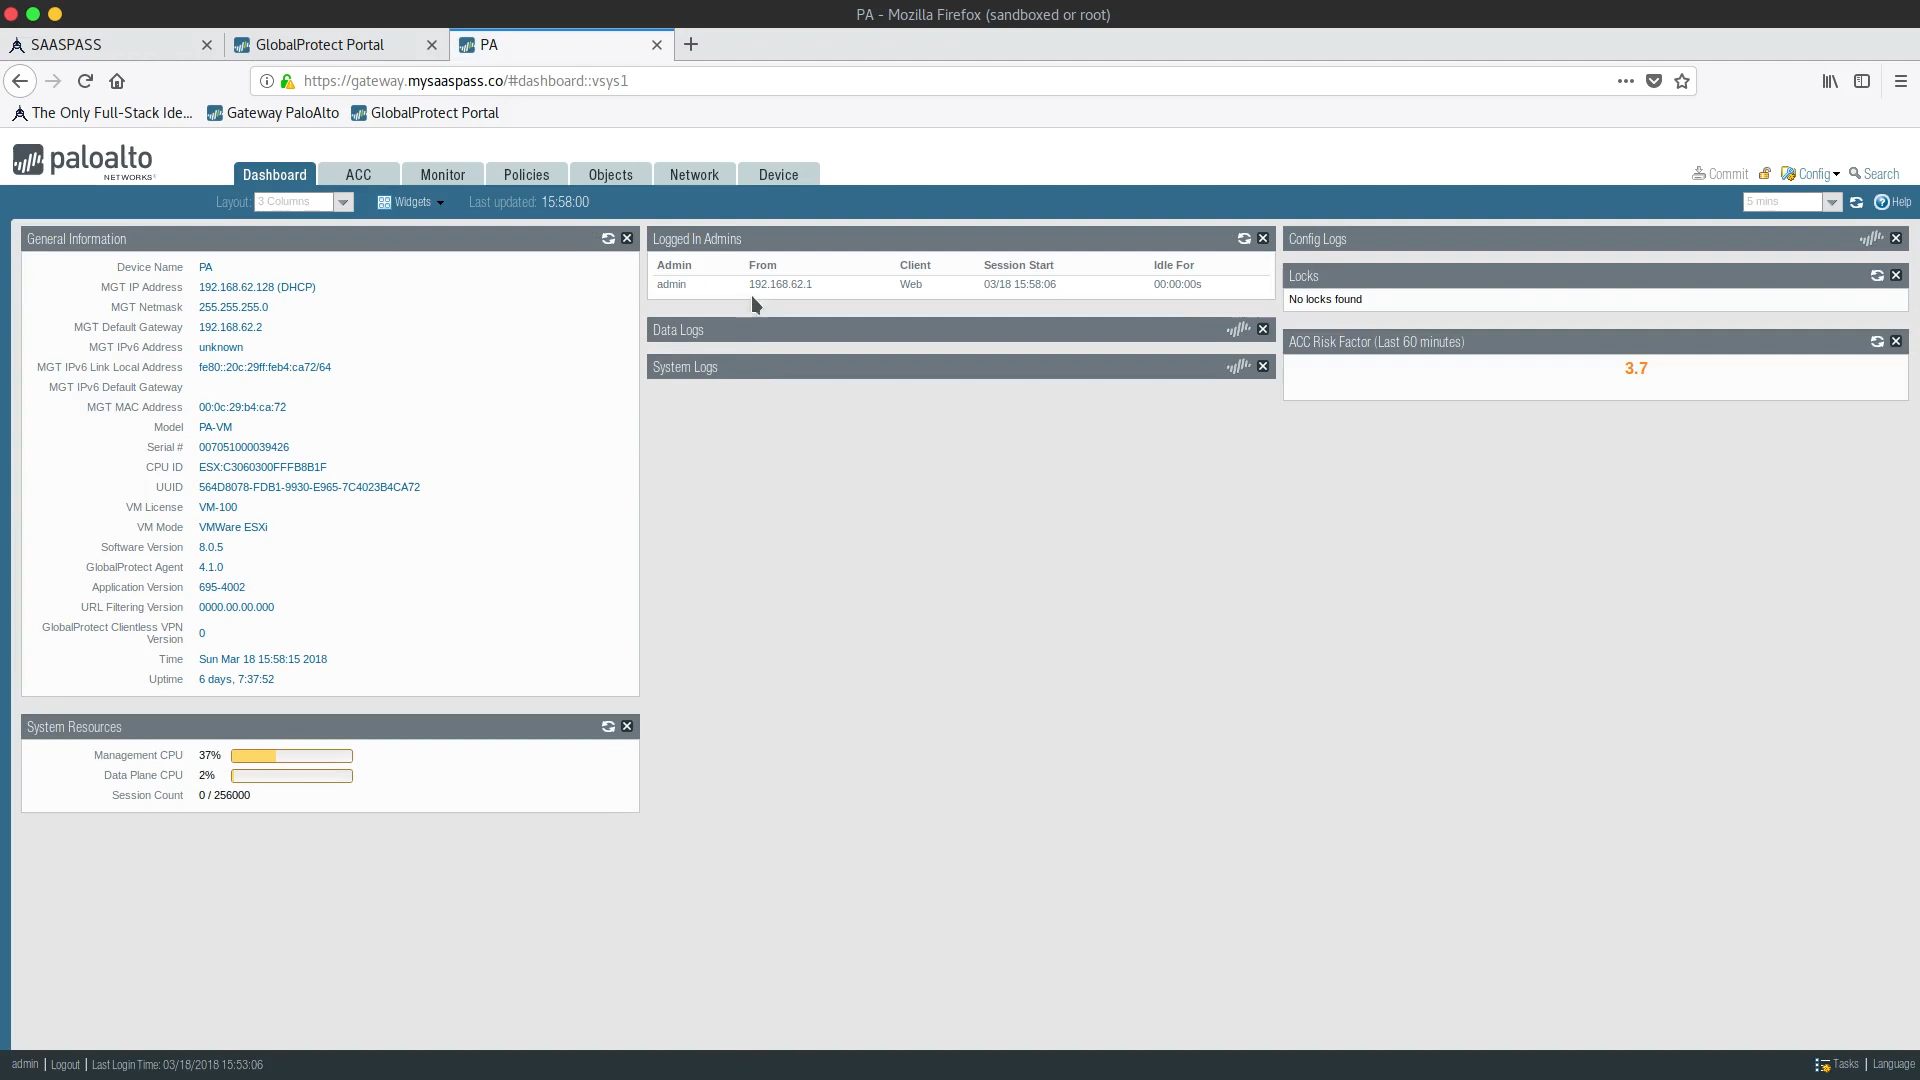 PA - Mozilla Firefox (sandboxed or root)
SAASPASS
GlobalProtect Portal
PA
https://gateway.mysaaspass.co/#dashboard::vsys1
The Only Full-Stack Ide...
Gateway PaloAlto
GlobalProtect Portal
paloalto
NETWORKS®
Dashboard
ACC
Monitor
Policies
Objects
Network
Device
Commit
Config
Search
Layout: 3 Columns
Widgets
Last updated: 15:58:00
5 mins
Help
General Information
Device Name PA
MGT IP Address 192.168.62.128 (DHCP)
MGT Netmask 255.255.255.0
MGT Default Gateway 192.168.62.2
MGT IPv6 Address unknown
MGT IPv6 Link Local Address fe80::20c:29ff:feb4:ca72/64
MGT IPv6 Default Gateway
MGT MAC Address 00:0c:29:b4:ca:72
Model PA-VM
Serial # 007051000039426
CPU ID ESX:C3060300FFFB8B1F
UUID 564D8078-FDB1-9930-E965-7C4023B4CA72
VM License VM-100
VM Mode VMWare ESXi
Software Version 8.0.5
GlobalProtect Agent 4.1.0
Application Version 695-4002
URL Filtering Version 0000.00.00.000
GlobalProtect Clientless VPN
Version 0
Time Sun Mar 18 15:58:15 2018
Uptime 6 days, 7:37:52
System Resources
Management CPU 37%
Data Plane CPU 2%
Session Count 0 / 256000
Logged In Admins
Admin From Client Session Start Idle For
admin 192.168.62.1 Web 03/18 15:58:06 00:00:00s
Data Logs
System Logs
Config Logs
Locks
No locks found
ACC Risk Factor (Last 60 minutes)
3.7
admin | Logout | Last Login Time: 03/18/2018 15:53:06
Tasks | Language